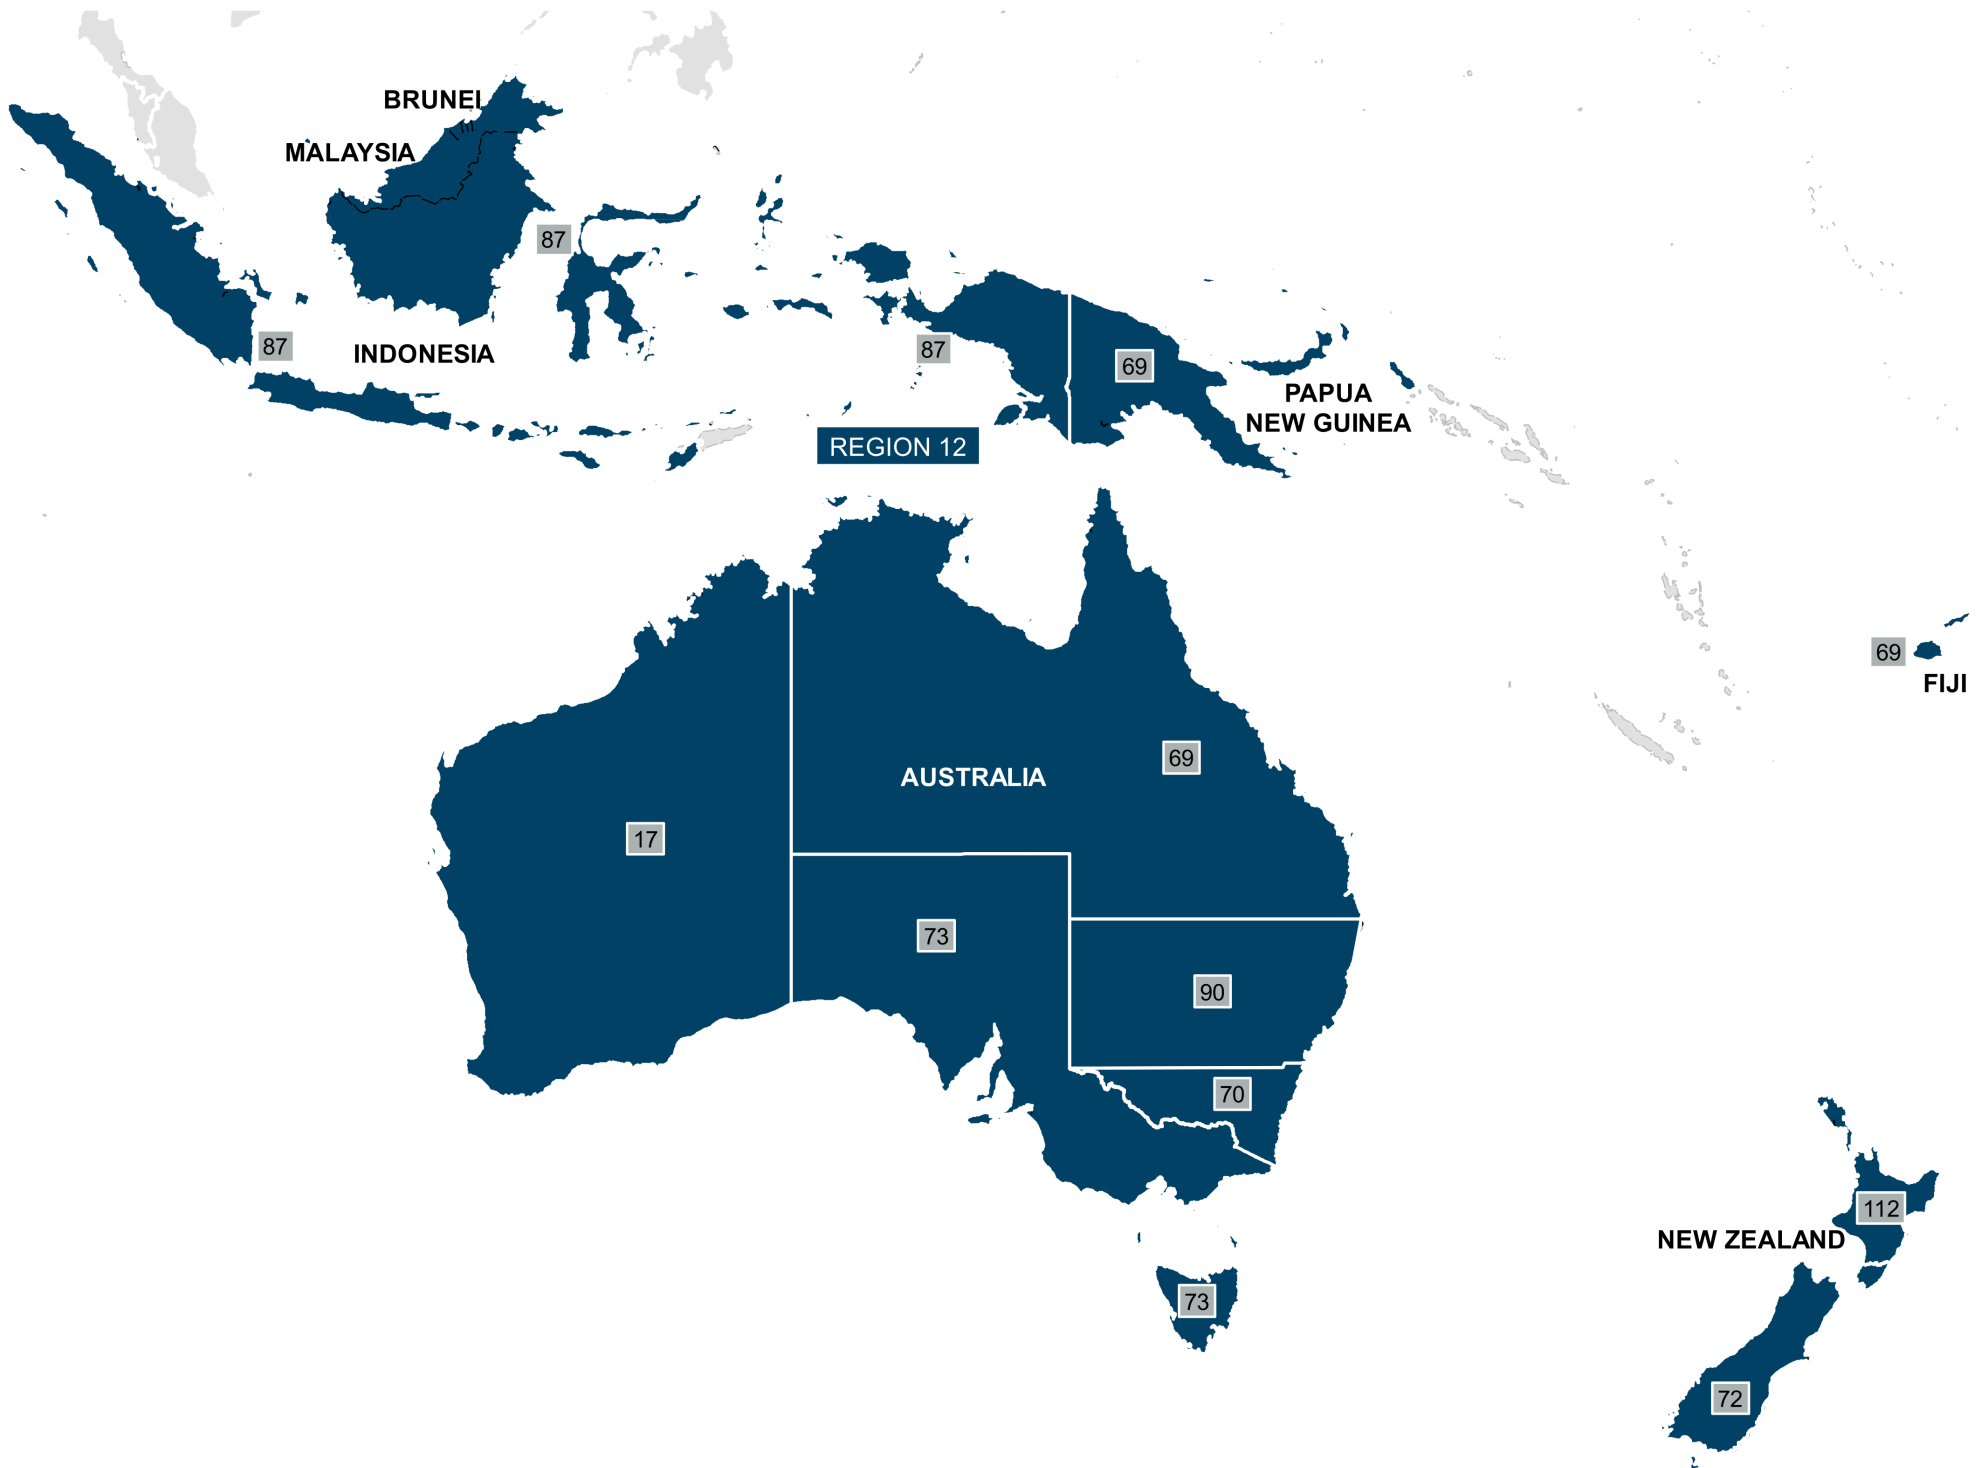 BRUNEI
MALAYSIA
87
87
INDONESIA
87
69
PAPUA
NEW GUINEA
REGION 12
69
FIJI
69
AUSTRALIA
17
73
90
70
112
NEW ZEALAND
73
72